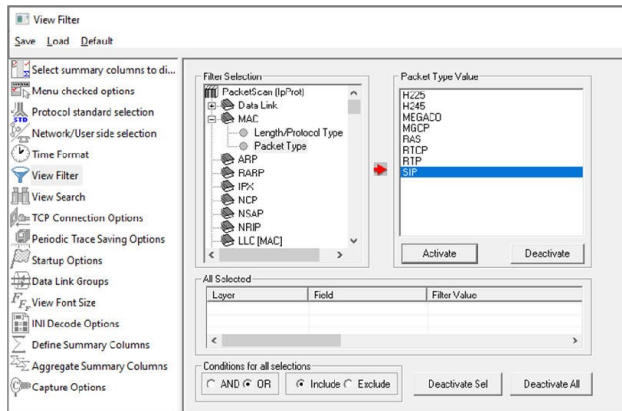 View Filter
Save Load Default
Select summary columns to di...
Menu checked options
Protocol standard selection
Network/User side selection
Time Format
View Filter
View Search
TCP Connection Options
Periodic Trace Saving Options
Startup Options
Data Link Groups
View Font Size
INI Decode Options
Define Summary Columns
Aggregate Summary Columns
Capture Options
Filter Selection
PacketScan (IpProt)
Data Link
MAC
Length/Protocol Type
Packet Type
ARP
RARP
IPX
NCP
NSAP
NRIP
LLC [MAC]
Packet Type Value
H225
H245
MEGACO
MGCP
RAS
RTCP
RTP
SIP
Activate Deactivate
All Selected
Layer Field Filter Value
Conditions for all selections
AND OR Include Exclude
Deactivate Sel Deactivate All